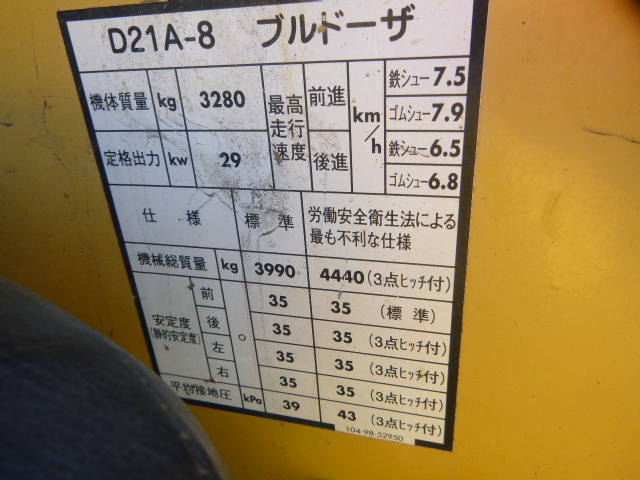 D21A-8 ブルドーザ
機体質量 kg 3280 最高走行速度 前進 km/h 鉄シュー 7.5
ゴムシュー 7.9
定格出力 kw 29 後進 鉄シュー 6.5
ゴムシュー 6.8
仕様 標準 労働安全衛生法による
最も不利な仕様
機械総質量 kg 3990 4440 (3点ヒッチ付)
安定度 (静的安定度) 前 ° 35 35 (標準)
後 35 35 (3点ヒッチ付)
左 35 35 (3点ヒッチ付)
右 35 35 (3点ヒッチ付)
平均接地圧 kPa 39 43 (3点ヒッチ付)
104-98-52950